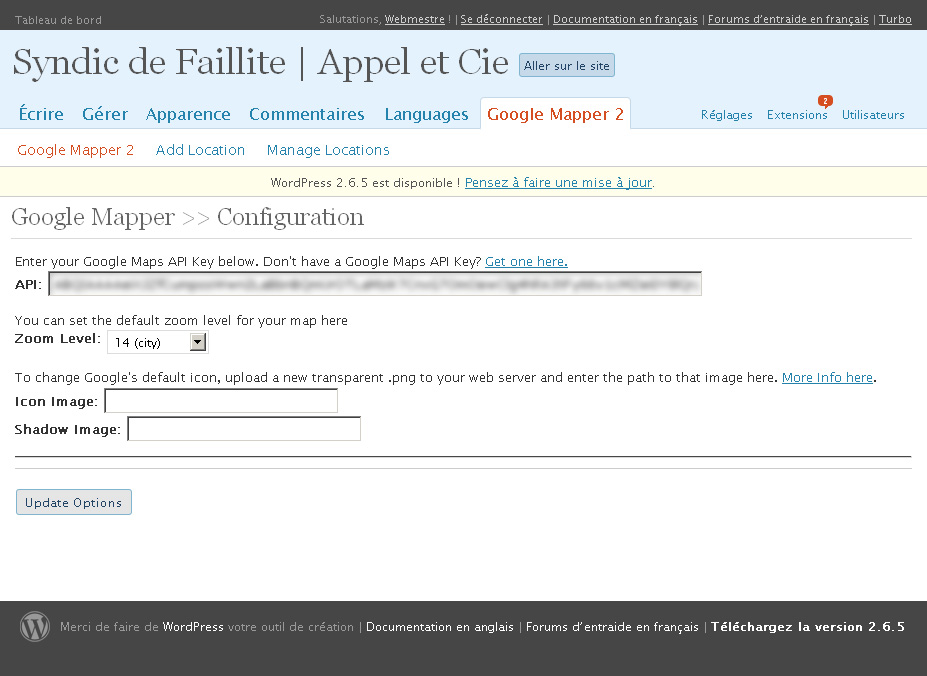 Tableau de bord
Salutations, Webmestre ! | Se déconnecter | Documentation en français | Forums d'entraide en français | Turbo
Syndic de Faillite | Appel et Cie Aller sur le site
Écrire Gérer Apparence Commentaires Languages Google Mapper 2 Réglages Extensions 2 Utilisateurs
Google Mapper 2 Add Location Manage Locations
WordPress 2.6.5 est disponible ! Pensez à faire une mise à jour.
Google Mapper >> Configuration
Enter your Google Maps API Key below. Don't have a Google Maps API Key? Get one here.
API:
You can set the default zoom level for your map here
Zoom Level: 14 (city)
To change Google's default icon, upload a new transparent .png to your web server and enter the path to that image here. More Info here.
Icon Image:
Shadow Image:
Update Options
Merci de faire de WordPress votre outil de création | Documentation en anglais | Forums d'entraide en français | Téléchargez la version 2.6.5